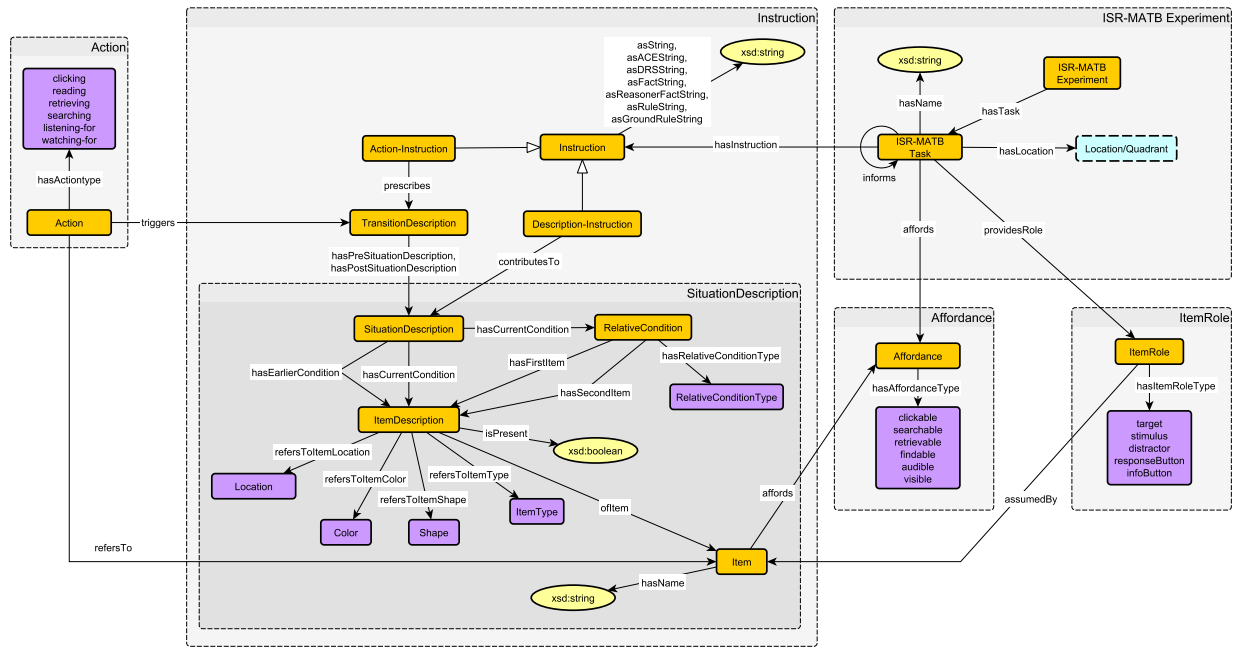 Action
clicking
reading
retrieving
searching
listening-for
watching-for
hasActiontype
Action
triggers
refersTo
Instruction
asString,
asACEString,
asDRSString,
asFactString,
asReasonerFactString,
asRuleString,
asGroundRuleString
xsd:string
Action-Instruction
Instruction
prescribes
TransitionDescription
Description-Instruction
hasPreSituationDescription,
hasPostSituationDescription
contributesTo
hasInstruction
SituationDescription
SituationDescription
hasCurrentCondition
RelativeCondition
hasEarlierCondition
hasCurrentCondition
hasFirstItem
hasSecondItem
hasRelativeConditionType
RelativeConditionType
ItemDescription
isPresent
xsd:boolean
refersToItemLocation
refersToItemColor
refersToItemShape
refersToItemType
ofItem
Location
Color
Shape
ItemType
Item
hasName
xsd:string
affords
ISR-MATB Experiment
xsd:string
ISR-MATB
Experiment
hasName
hasTask
ISR-MATB
Task
hasLocation
Location/Quadrant
informs
affords
providesRole
Affordance
Affordance
hasAffordanceType
clickable
searchable
retrievable
findable
audible
visible
ItemRole
ItemRole
hasItemRoleType
target
stimulus
distractor
responseButton
infoButton
assumedBy